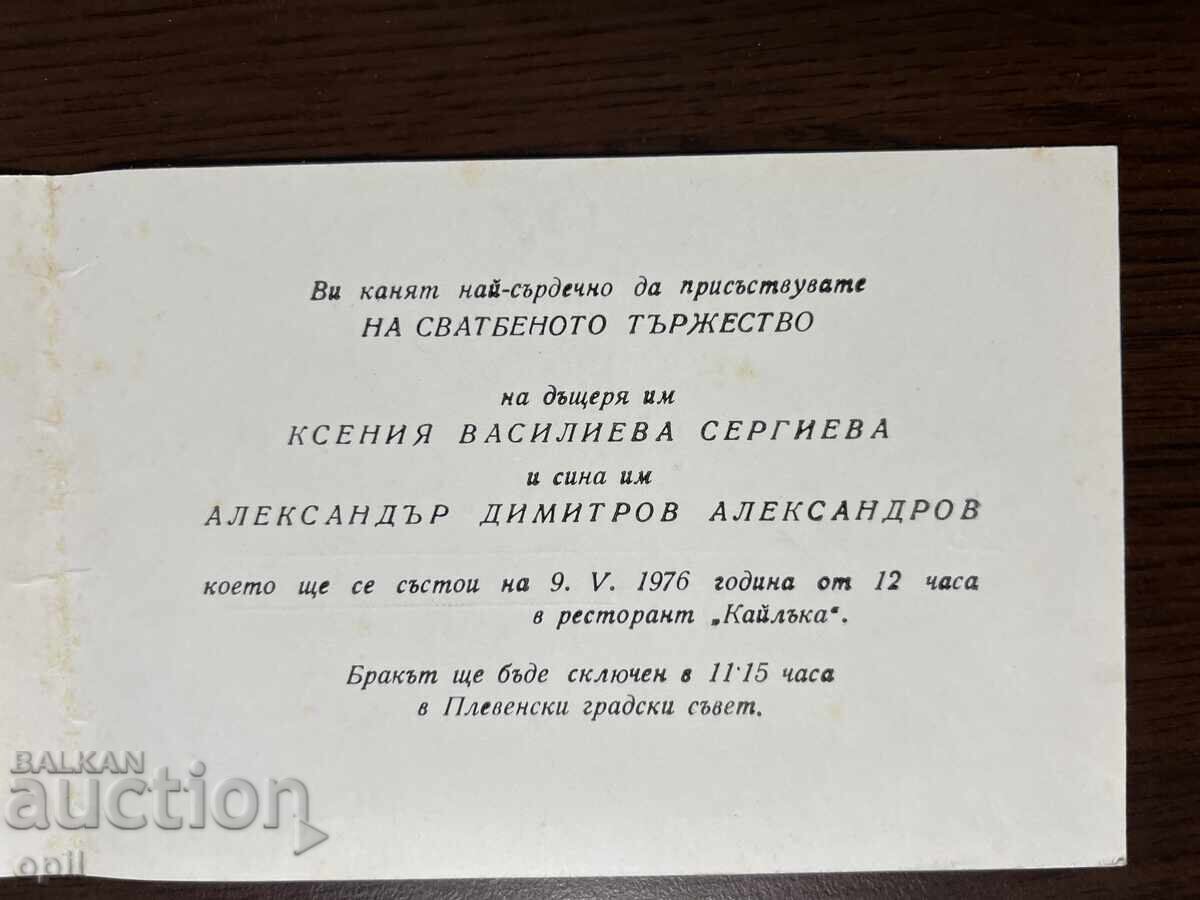 Ви канят най-сърдечно да присъствувате
НА СВАТБЕНОТО ТЪРЖЕСТВО
на дъщеря им
КСЕНИЯ ВАСИЛИЕВА СЕРГИЕВА
и сина им
АЛЕКСАНДЪР ДИМИТРОВ АЛЕКСАНДРОВ
което ще се състои на 9. V. 1976 година от 12 часа
в ресторант „Кайлъка“.
Бракът ще бъде сключен в 11·15 часа
в Плевенски градски съвет.
BALKAN
auction
opil